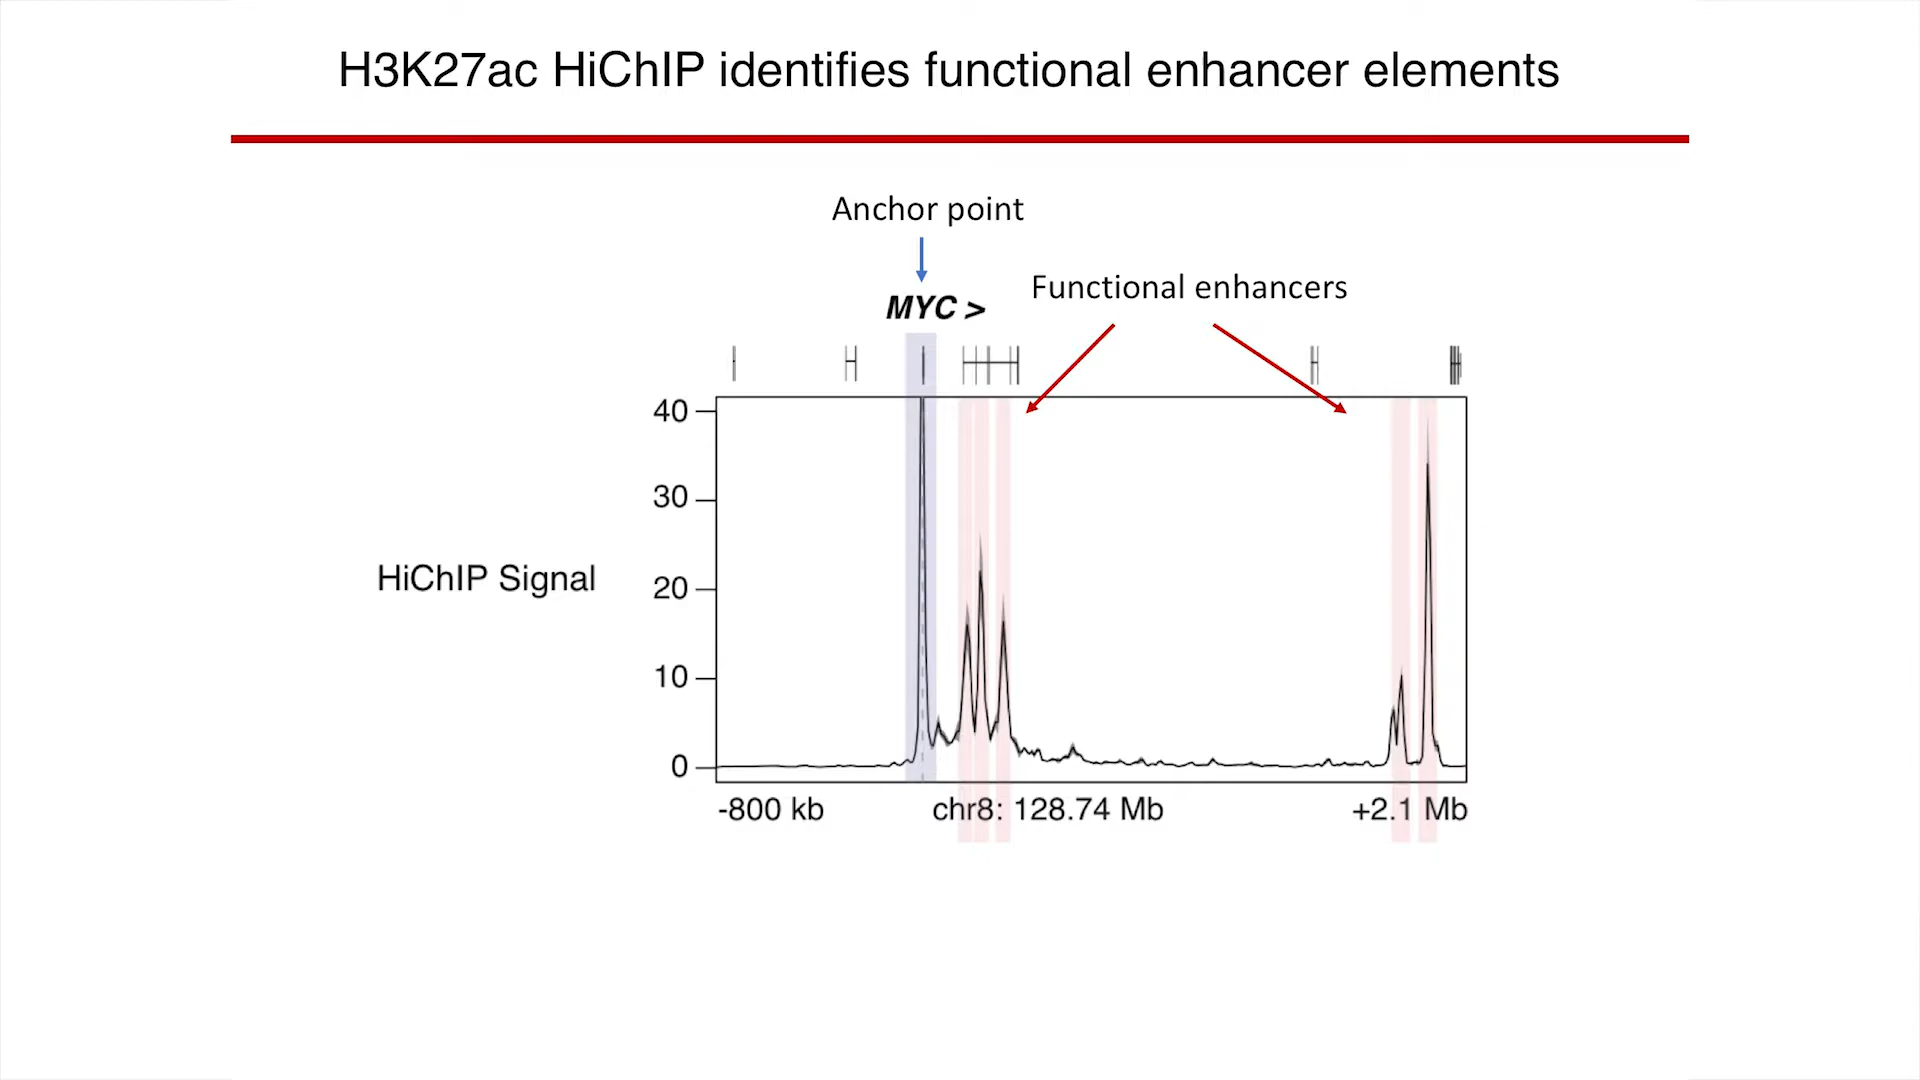 H3K27ac HiChIP identifies functional enhancer elements
Anchor point
Functional enhancers
MYC >
40
30
HiChIP Signal
20
10
0
-800 kb
chr8: 128.74 Mb
+2.1 Mb